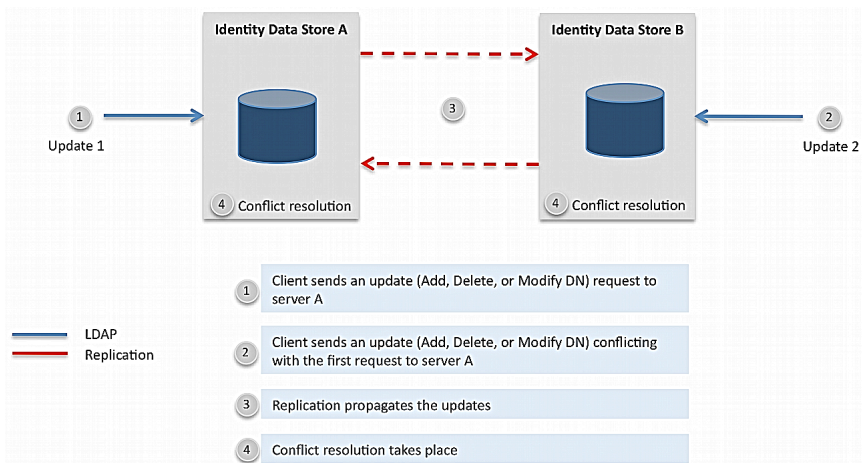 Identity Data Store A
Identity Data Store B
3
1
2
Update 1
Update 2
4 Conflict resolution
4 Conflict resolution
1 Client sends an update (Add, Delete, or Modify DN) request to
server A
LDAP
Replication
2 Client sends an update (Add, Delete, or Modify DN) conflicting
with the first request to server A
3 Replication propagates the updates
4 Conflict resolution takes place